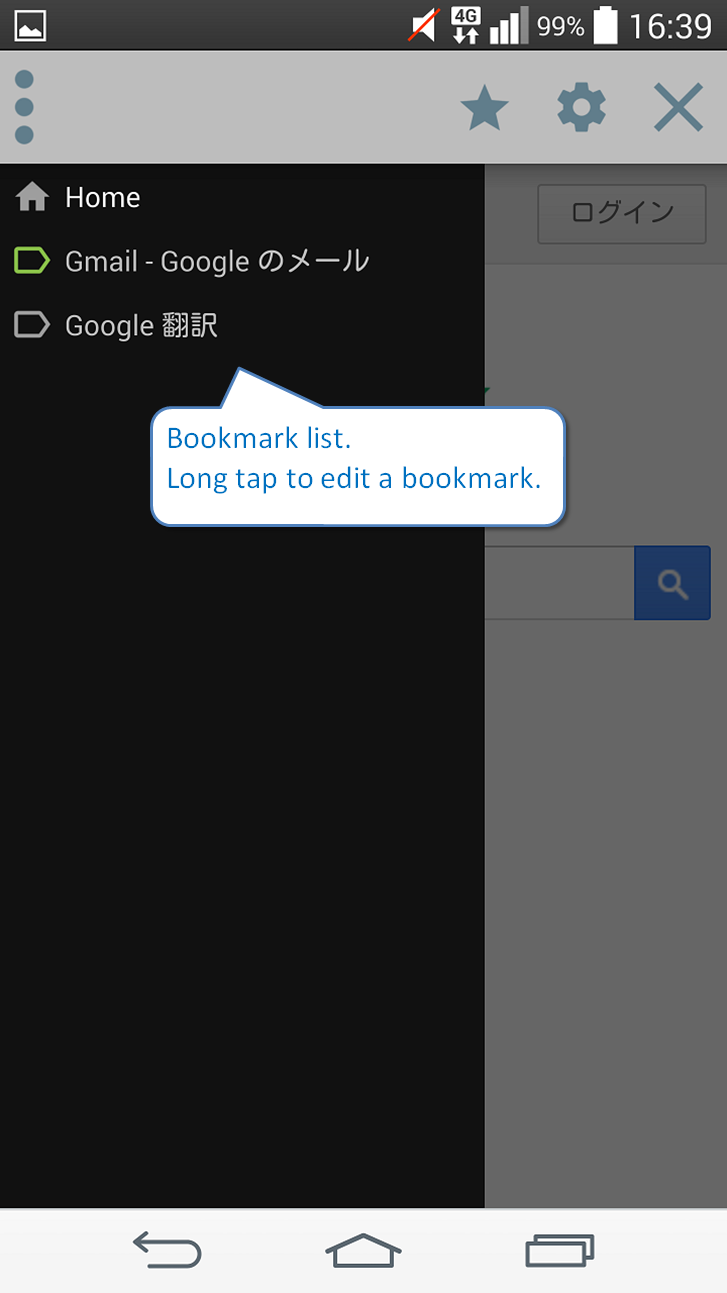 4G 99% 16:39
Home
ログイン
Gmail - Google のメール
Google 翻訳
Bookmark list.
Long tap to edit a bookmark.